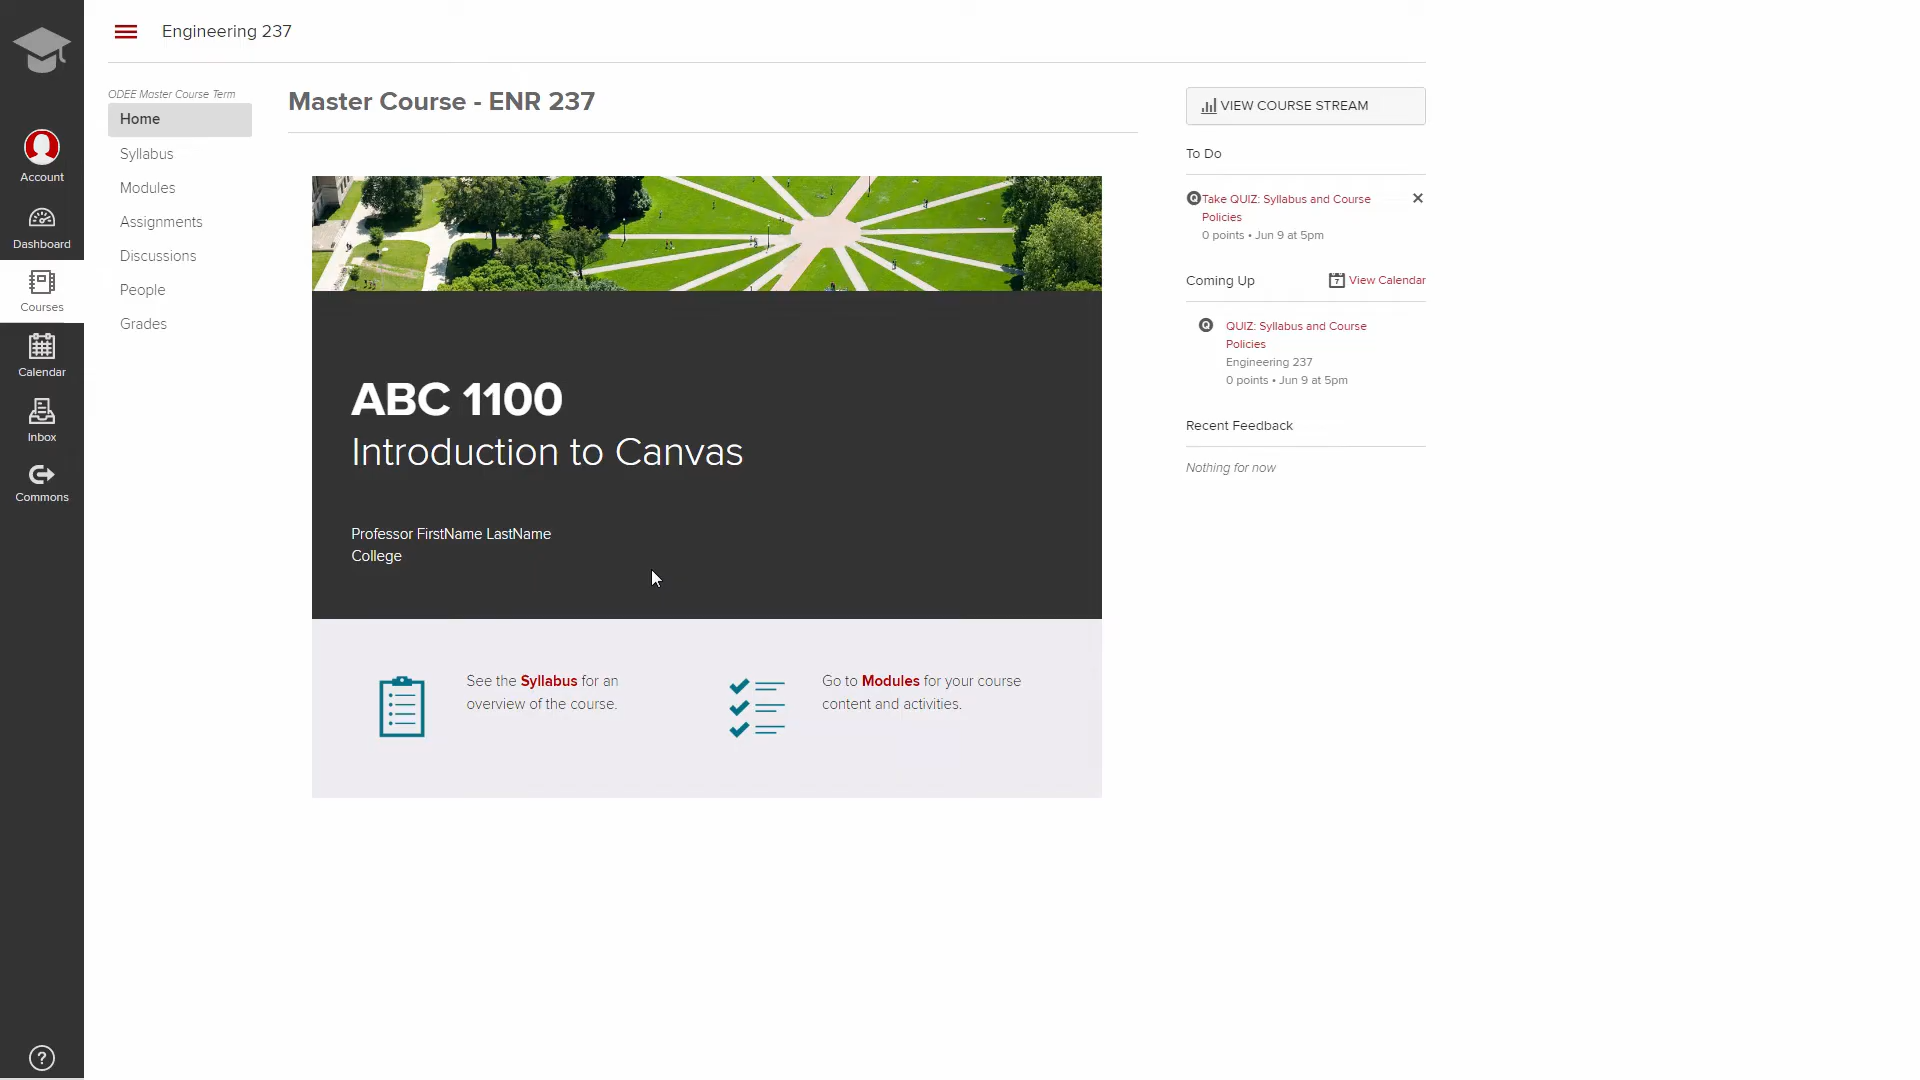 Engineering 237
Account
Dashboard
Courses
Calendar
Inbox
Commons
?
ODEE Master Course Term
Home
Syllabus
Modules
Assignments
Discussions
People
Grades
Master Course - ENR 237
ABC 1100
Introduction to Canvas
Professor FirstName LastName
College
See the Syllabus for an
overview of the course.
Go to Modules for your course
content and activities.
VIEW COURSE STREAM
To Do
Take QUIZ: Syllabus and Course
Policies
0 points • Jun 9 at 5pm
Coming Up
7 View Calendar
QUIZ: Syllabus and Course
Policies
Engineering 237
0 points • Jun 9 at 5pm
Recent Feedback
Nothing for now